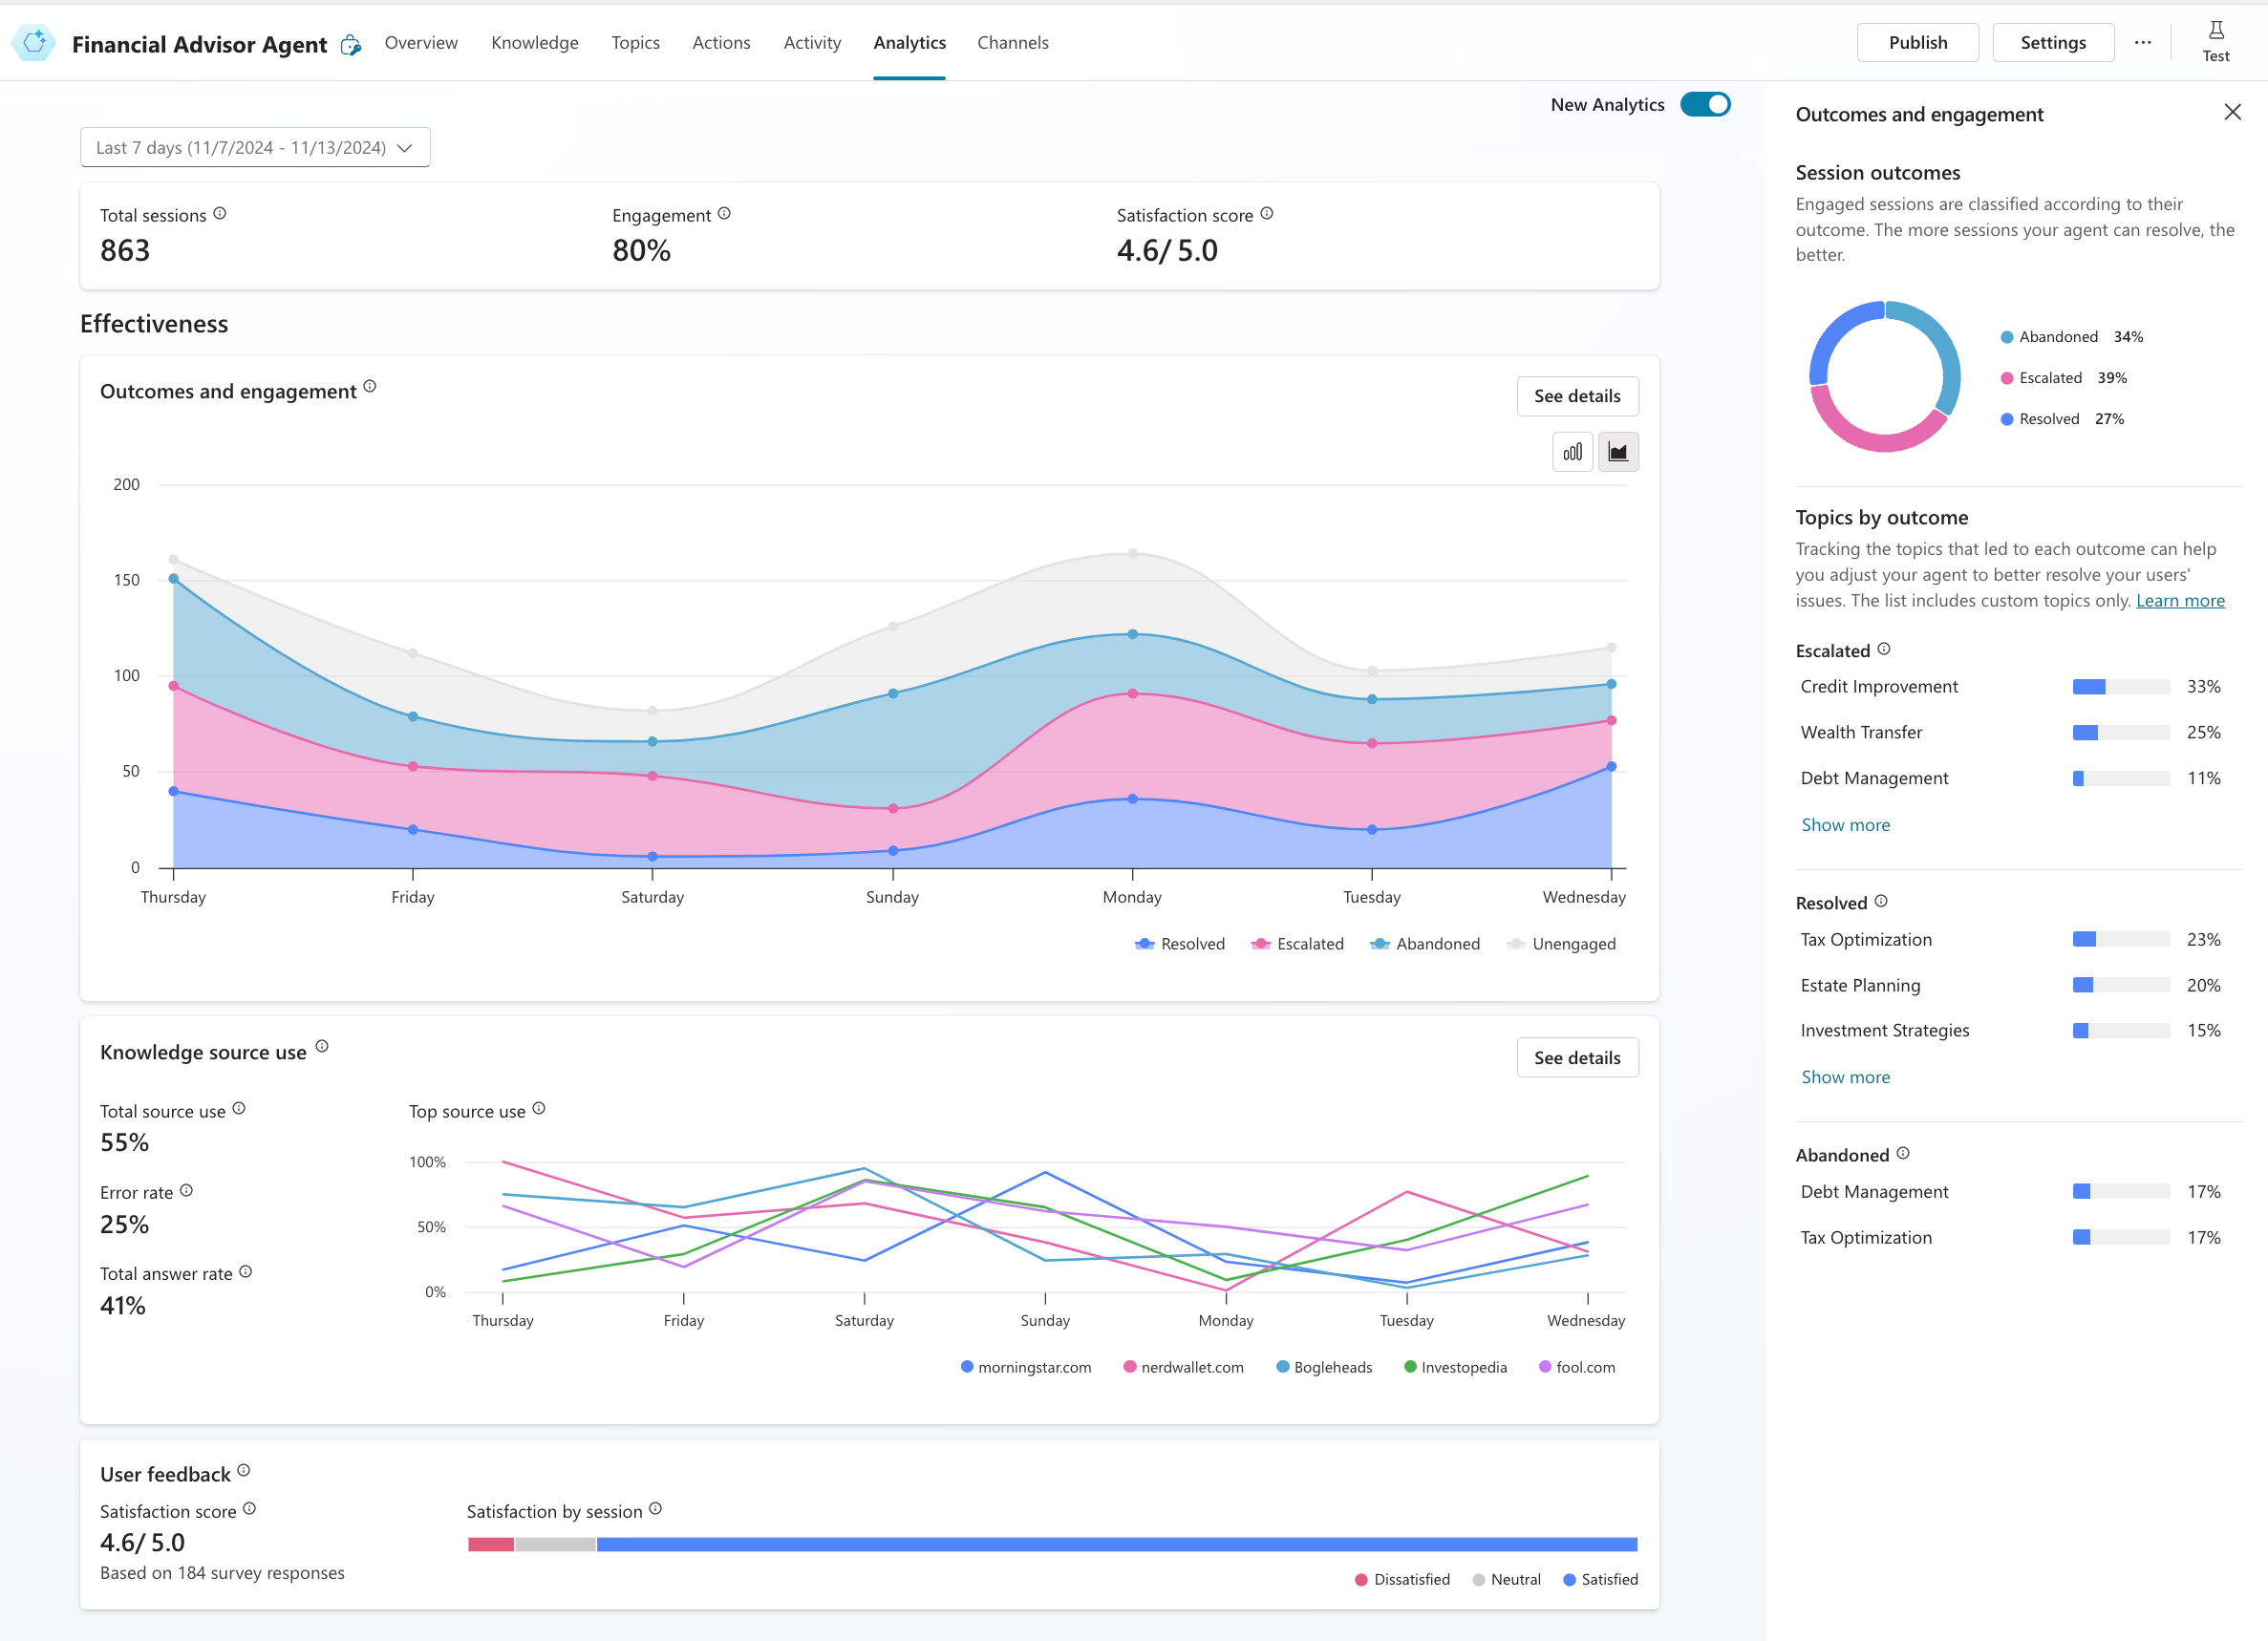 Financial Advisor Agent
Overview
Knowledge
Topics
Actions
Activity
Analytics
Channels
Publish
Settings
Test
New Analytics
Last 7 days (11/7/2024 - 11/13/2024)
Total sessions
863
Engagement
80%
Satisfaction score
4.6/ 5.0
Effectiveness
Outcomes and engagement
See details
200
150
100
50
0
Thursday
Friday
Saturday
Sunday
Monday
Tuesday
Wednesday
Resolved
Escalated
Abandoned
Unengaged
Knowledge source use
See details
Total source use
55%
Error rate
25%
Total answer rate
41%
Top source use
100%
50%
0%
Thursday
Friday
Saturday
Sunday
Monday
Tuesday
Wednesday
morningstar.com
nerdwallet.com
Bogleheads
Investopedia
fool.com
User feedback
Satisfaction score
4.6/ 5.0
Based on 184 survey responses
Satisfaction by session
Dissatisfied
Neutral
Satisfied
Outcomes and engagement
Session outcomes
Engaged sessions are classified according to their
outcome. The more sessions your agent can resolve, the
better.
Abandoned 34%
Escalated 39%
Resolved 27%
Topics by outcome
Tracking the topics that led to each outcome can help
you adjust your agent to better resolve your users'
issues. The list includes custom topics only. Learn more
Escalated
Credit Improvement 33%
Wealth Transfer 25%
Debt Management 11%
Show more
Resolved
Tax Optimization 23%
Estate Planning 20%
Investment Strategies 15%
Show more
Abandoned
Debt Management 17%
Tax Optimization 17%